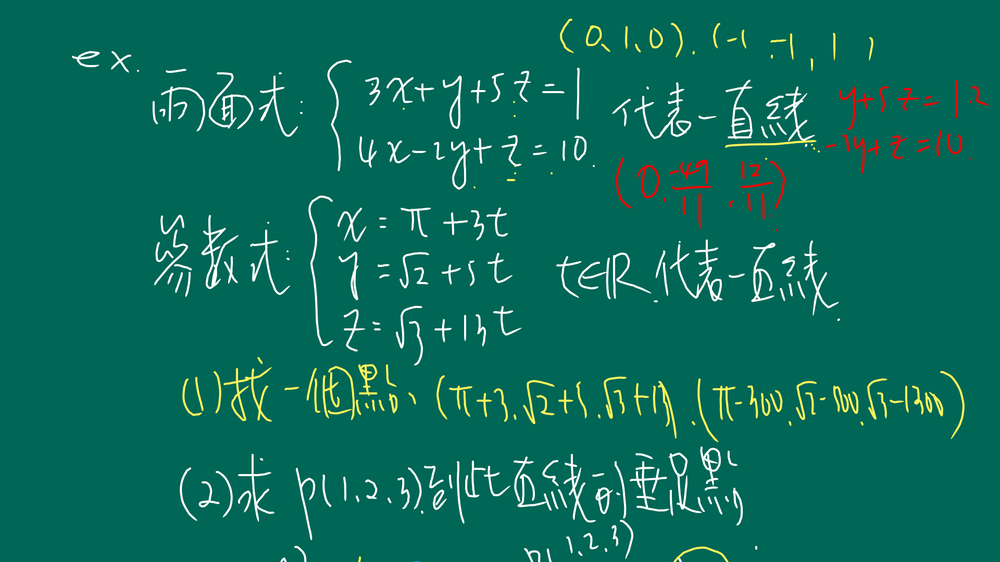 (0,1,0).(-1,-1,1)
ex.
兩面式: { 3x+y+5z=1
4x-2y+z=10.
代表一直線
y+5z=1.2
-2y+z=10.
(0, -49/11, 12/11)
參數式: { x=π+3t
y=√2+5t
z=√3+13t
t∈ℝ.代表一直線.
(1)找一個點、(π+3,√2+5,√3+13).(π-300,√2-500,√3-1300)
(2)求 P(1,2,3)到此直線的垂足點,
P(1,2,3)